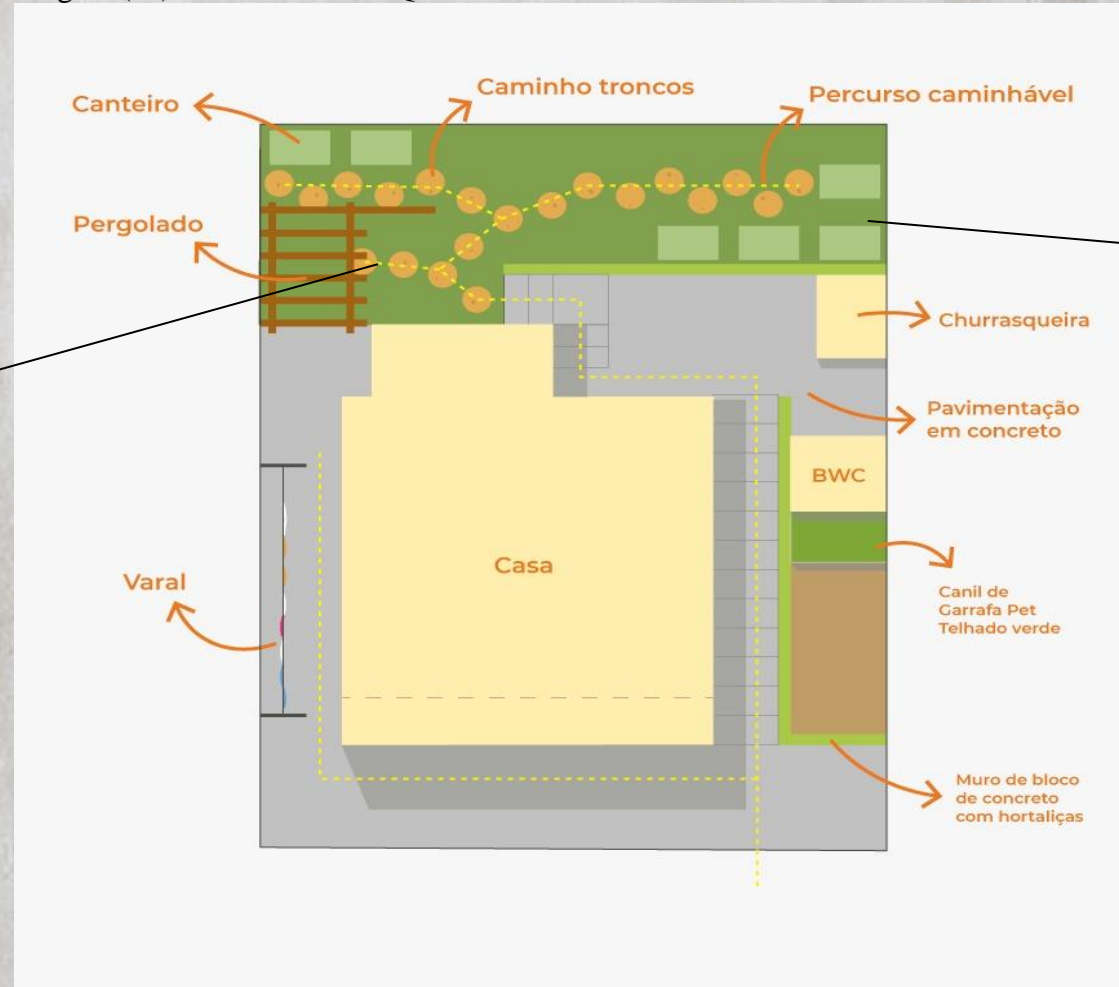 Caminho troncos
Canteiro
Percurso caminhável
Pergolado
Churrasqueira
Pavimentação
em concreto
BWC
Casa
Varal
Canil de
Garrafa Pet
Telhado verde
Muro de bloco
de concreto
com hortaliças